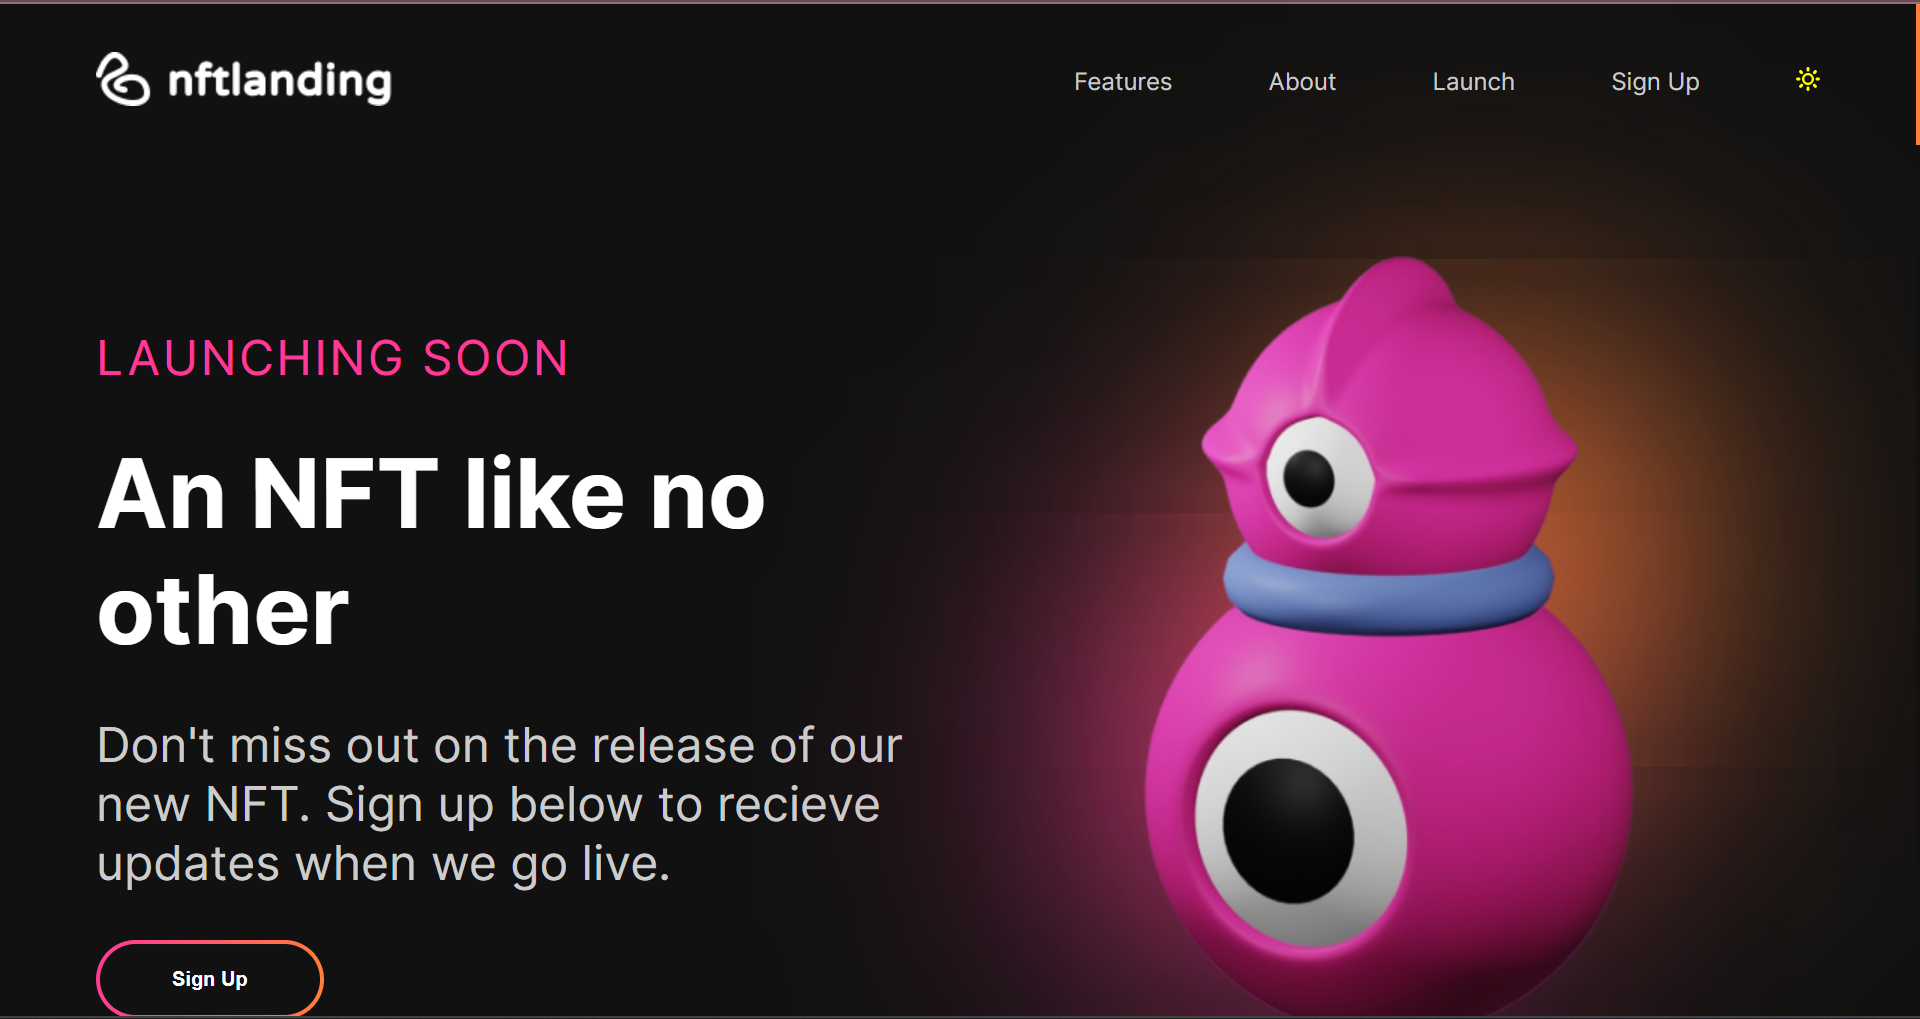 nftlanding
Features About Launch Sign Up
LAUNCHING SOON
An NFT like no
other
Don't miss out on the release of our
new NFT. Sign up below to recieve
updates when we go live.
Sign Up